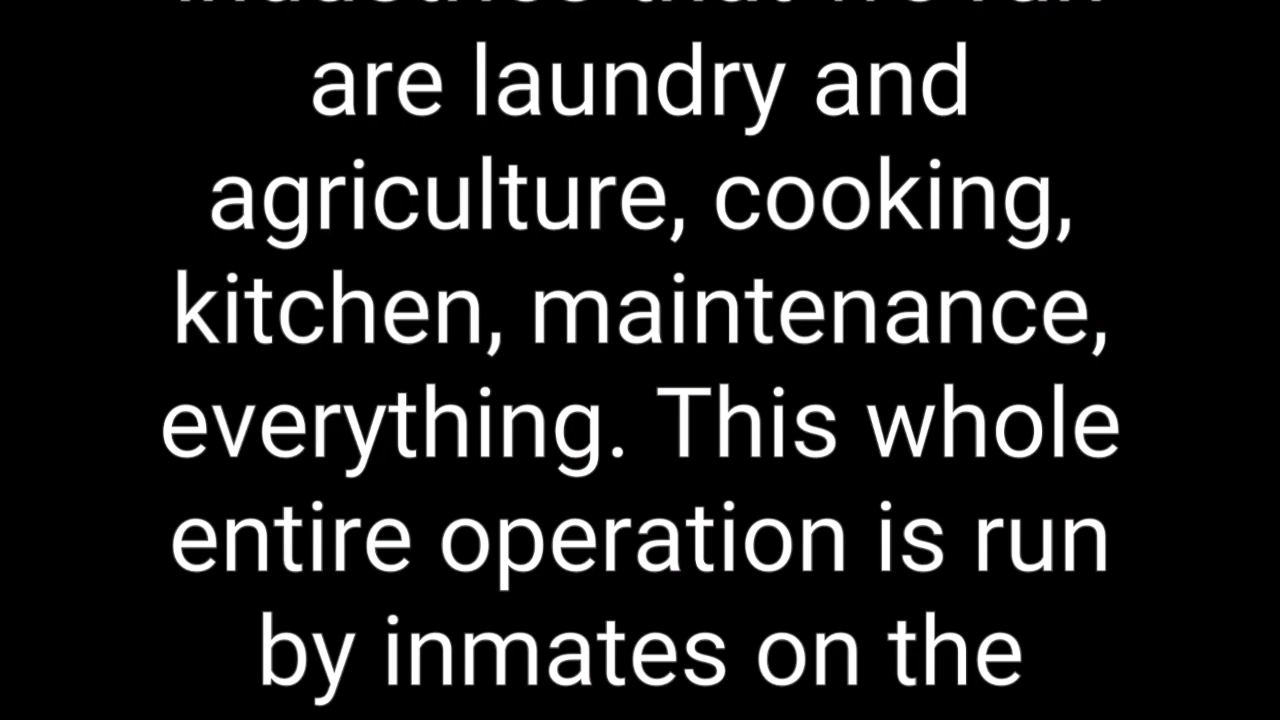 are laundry and
agriculture, cooking,
kitchen, maintenance,
everything. This whole
entire operation is run
by inmates on the